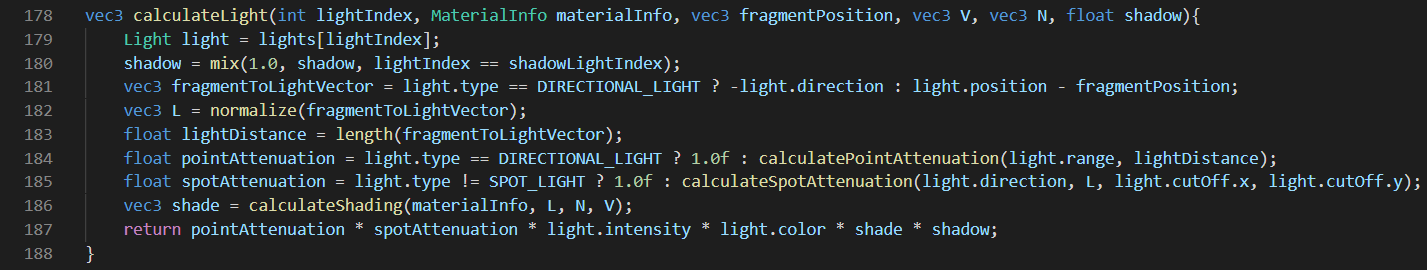 178 vec3 calculateLight(int lightIndex, MaterialInfo materialInfo, vec3 fragmentPosition, vec3 V, vec3 N, float shadow){
179     Light light = lights[lightIndex];
180     shadow = mix(1.0, shadow, lightIndex == shadowLightIndex);
181     vec3 fragmentToLightVector = light.type == DIRECTIONAL_LIGHT ? -light.direction : light.position - fragmentPosition;
182     vec3 L = normalize(fragmentToLightVector);
183     float lightDistance = length(fragmentToLightVector);
184     float pointAttenuation = light.type == DIRECTIONAL_LIGHT ? 1.0f : calculatePointAttenuation(light.range, lightDistance);
185     float spotAttenuation = light.type != SPOT_LIGHT ? 1.0f : calculateSpotAttenuation(light.direction, L, light.cutOff.x, light.cutOff.y);
186     vec3 shade = calculateShading(materialInfo, L, N, V);
187     return pointAttenuation * spotAttenuation * light.intensity * light.color * shade * shadow;
188 }